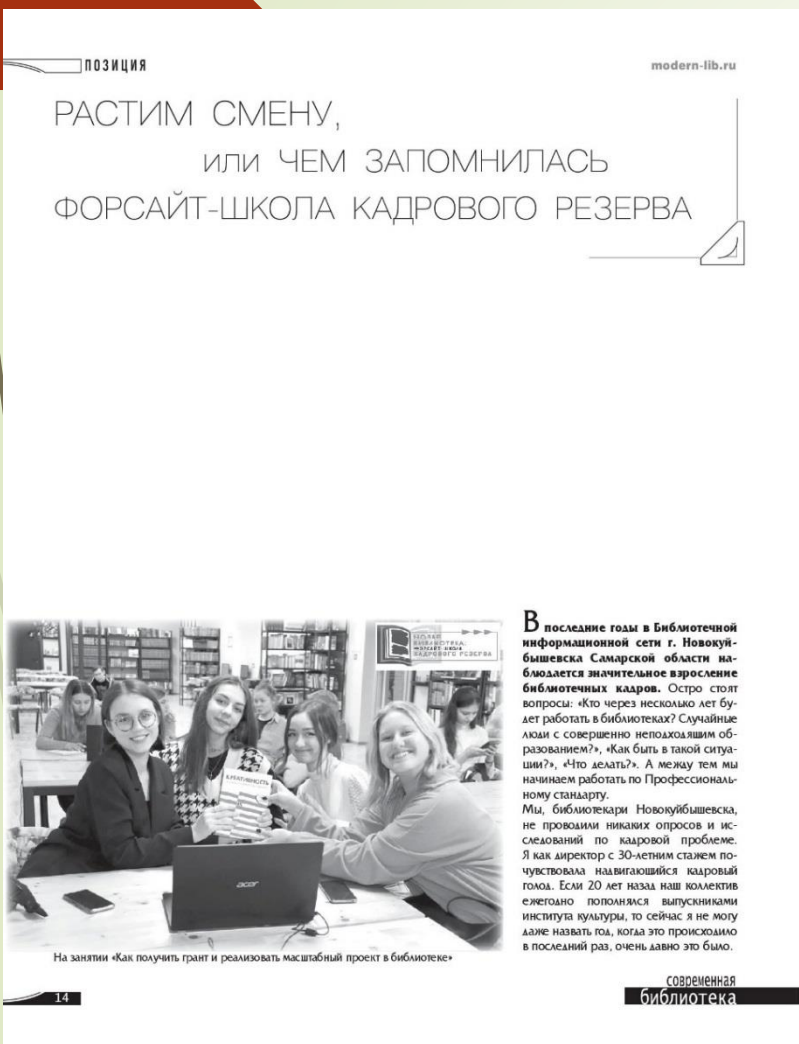 ПОЗИЦИЯ
modern-lib.ru
РАСТИМ СМЕНУ,
или ЧЕМ ЗАПОМНИЛАСЬ
ФОРСАЙТ-ШКОЛА КАДРОВОГО РЕЗЕРВА
НОВАЯ
БИБЛИОТЕКА:
ФОРСАЙТ-ШКОЛА
КАДРОВОГО РЕЗЕРВА
КРЕАТИВНОСТЬ
acer
На занятии «Как получить грант и реализовать масштабный проект в библиотеке»
В последние годы в Библиотечной
информационной сети г. Новокуй-
бышевска Самарской области на-
блюдается значительное взросление
библиотечных кадров. Остро стоят
вопросы: «Кто через несколько лет бу-
дет работать в библиотеках? Случайные
люди с совершенно неподходящим об-
разованием?», «Как быть в такой ситуа-
ции?», «Что делать?». А между тем мы
начинаем работать по Профессиональ-
ному стандарту.
Мы, библиотекари Новокуйбышевска,
не проводили никаких опросов и ис-
следований по кадровой проблеме.
Я как директор с 30-летним стажем по-
чувствовала надвигающийся кадровый
голод. Если 20 лет назад наш коллектив
ежегодно пополнялся выпускниками
института культуры, то сейчас я не могу
даже назвать год, когда это происходило
в последний раз, очень давно это было.
14
современная
библиотека